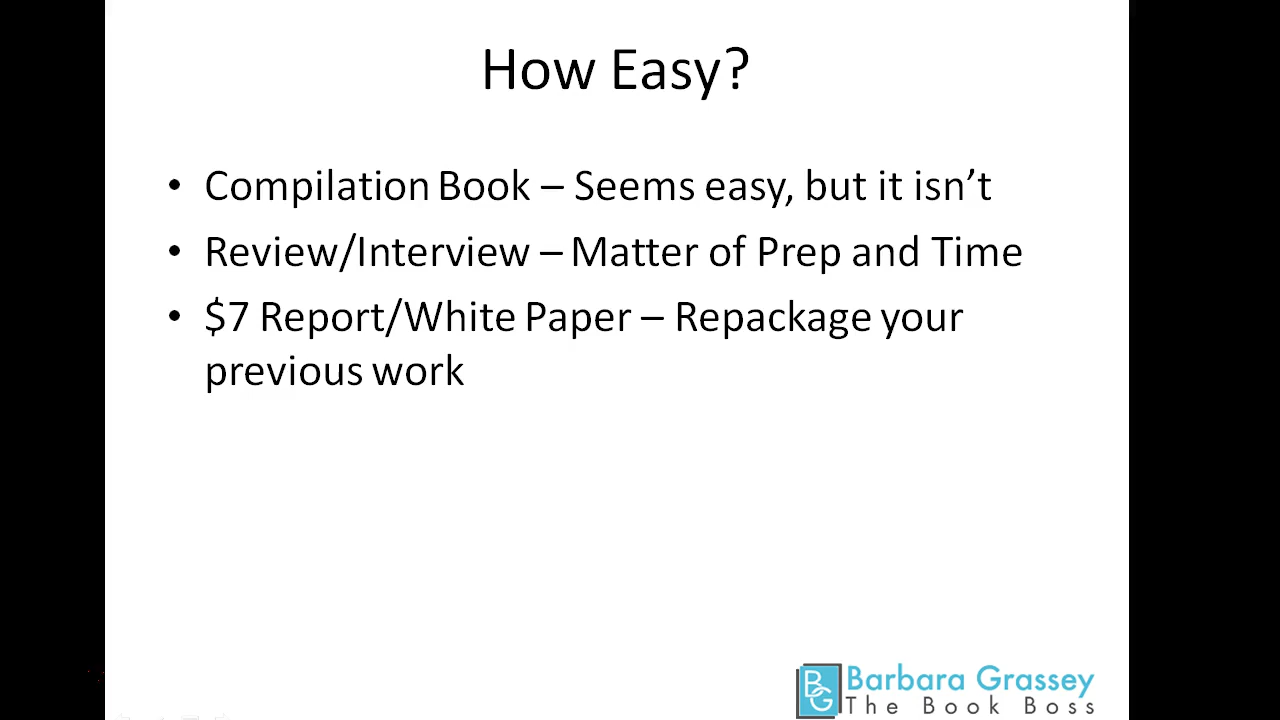 How Easy?
• Compilation Book – Seems easy, but it isn’t
• Review/Interview – Matter of Prep and Time
• $7 Report/White Paper – Repackage your
previous work
BG
Barbara Grassey
The Book Boss